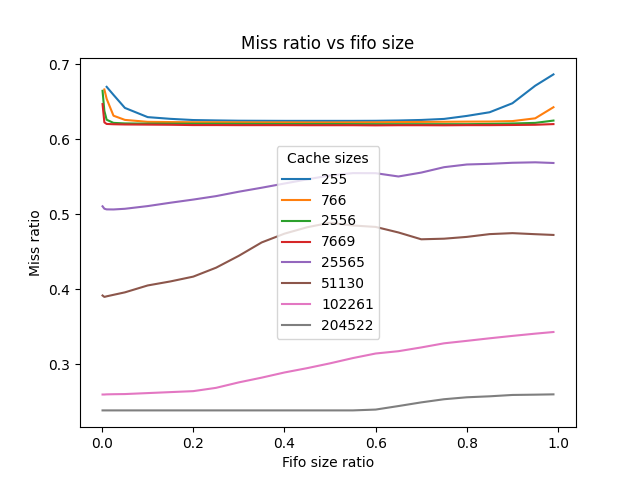 Miss ratio vs fifo size
0.7
0.6
0.5
0.4
0.3
Miss ratio
Cache sizes
255
766
2556
7669
25565
51130
102261
204522
0.0 0.2 0.4 0.6 0.8 1.0
Fifo size ratio